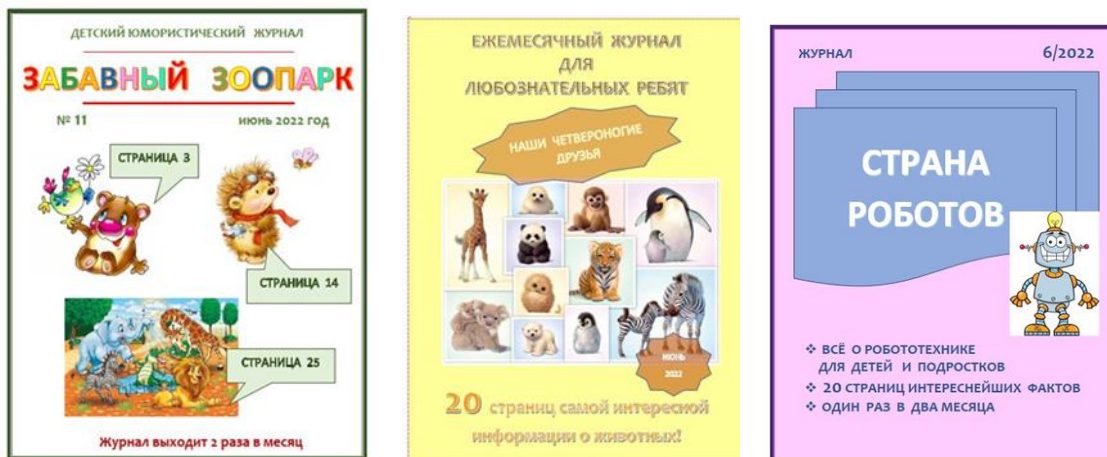 ДЕТСКИЙ ЮМОРИСТИЧЕСКИЙ ЖУРНАЛ
ЗАБАВНЫЙ ЗООПАРК
№ 11 ИЮНЬ 2022 ГОД
СТРАНИЦА 3
СТРАНИЦА 14
СТРАНИЦА 25
Журнал выходит 2 раза в месяц
ЕЖЕМЕСЯЧНЫЙ ЖУРНАЛ
ДЛЯ
ЛЮБОЗНАТЕЛЬНЫХ РЕБЯТ
НАШИ ЧЕТВЕРОНОГИЕ
ДРУЗЬЯ
ИЮНЬ
2022
20 страниц самой интересной
информации о животных!
ЖУРНАЛ 6/2022
СТРАНА
РОБОТОВ
❖ ВСЁ О РОБОТОТЕХНИКЕ
ДЛЯ ДЕТЕЙ И ПОДРОСТКОВ
❖ 20 СТРАНИЦ ИНТЕРЕСНЕЙШИХ ФАКТОВ
❖ ОДИН РАЗ В ДВА МЕСЯЦА